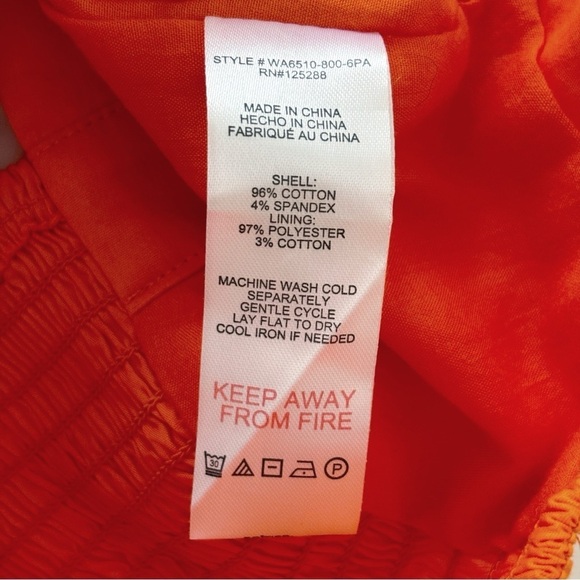 STYLE # WA6510-800-6PA
RN#125288
MADE IN CHINA
HECHO IN CHINA
FABRIQUÉ AU CHINA
SHELL:
96% COTTON
4% SPANDEX
LINING:
97% POLYESTER
3% COTTON
MACHINE WASH COLD
SEPARATELY
GENTLE CYCLE
LAY FLAT TO DRY
COOL IRON IF NEEDED
KEEP AWAY
FROM FIRE
30 P